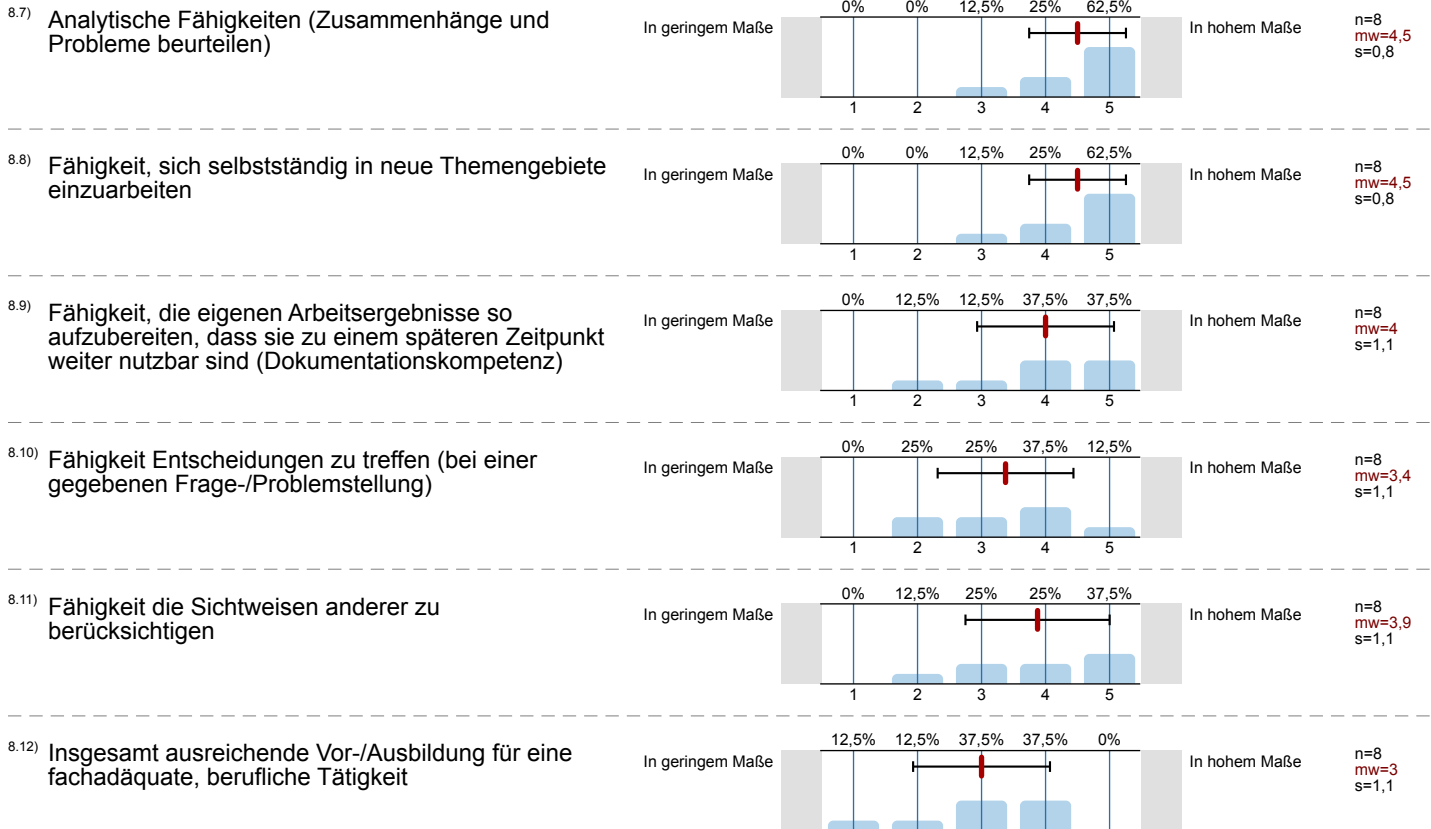 0% 0% 12,5% 25% 62,5%
8.7) Analytische Fähigkeiten (Zusammenhänge und In geringem Maße In hohem Maße n=8
Probleme beurteilen) mw=4,5
s=0,8
1 2 3 4 5
0% 0% 12,5% 25% 62,5%
8.8) Fähigkeit, sich selbstständig in neue Themengebiete In geringem Maße In hohem Maße n=8
einzuarbeiten mw=4,5
s=0,8
1 2 3 4 5
0% 12,5% 12,5% 37,5% 37,5%
8.9) Fähigkeit, die eigenen Arbeitsergebnisse so In geringem Maße In hohem Maße n=8
aufzubereiten, dass sie zu einem späteren Zeitpunkt mw=4
weiter nutzbar sind (Dokumentationskompetenz) s=1,1
1 2 3 4 5
0% 25% 25% 37,5% 12,5%
8.10) Fähigkeit Entscheidungen zu treffen (bei einer In geringem Maße In hohem Maße n=8
gegebenen Frage-/Problemstellung) mw=3,4
s=1,1
1 2 3 4 5
0% 12,5% 25% 25% 37,5%
8.11) Fähigkeit die Sichtweisen anderer zu In geringem Maße In hohem Maße n=8
berücksichtigen mw=3,9
s=1,1
1 2 3 4 5
12,5% 12,5% 37,5% 37,5% 0%
8.12) Insgesamt ausreichende Vor-/Ausbildung für eine In geringem Maße In hohem Maße n=8
fachadäquate, berufliche Tätigkeit mw=3
s=1,1